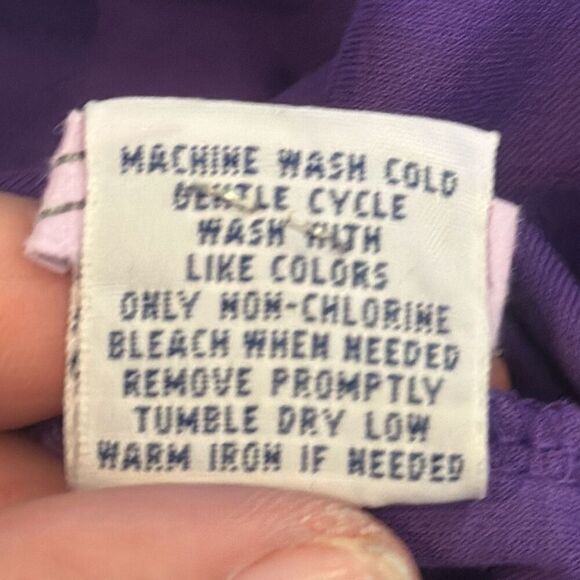 MACHINE WASH COLD
GENTLE CYCLE
WASH WITH
LIKE COLORS
ONLY NON-CHLORINE
BLEACH WHEN NEEDED
REMOVE PROMPTLY
TUMBLE DRY LOW
WARM IRON IF NEEDED